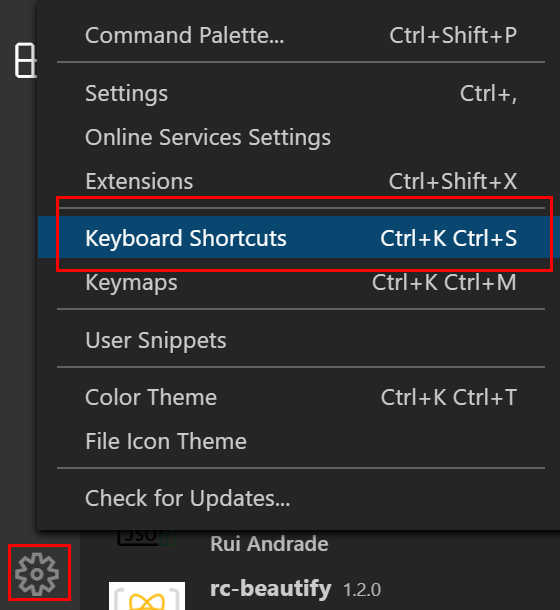 Command Palette... Ctrl+Shift+P
Settings Ctrl+,
Online Services Settings
Extensions Ctrl+Shift+X
Keyboard Shortcuts Ctrl+K Ctrl+S
Keymaps Ctrl+K Ctrl+M
User Snippets
Color Theme Ctrl+K Ctrl+T
File Icon Theme
Check for Updates...
Rui Andrade
rc-beautify 1.2.0